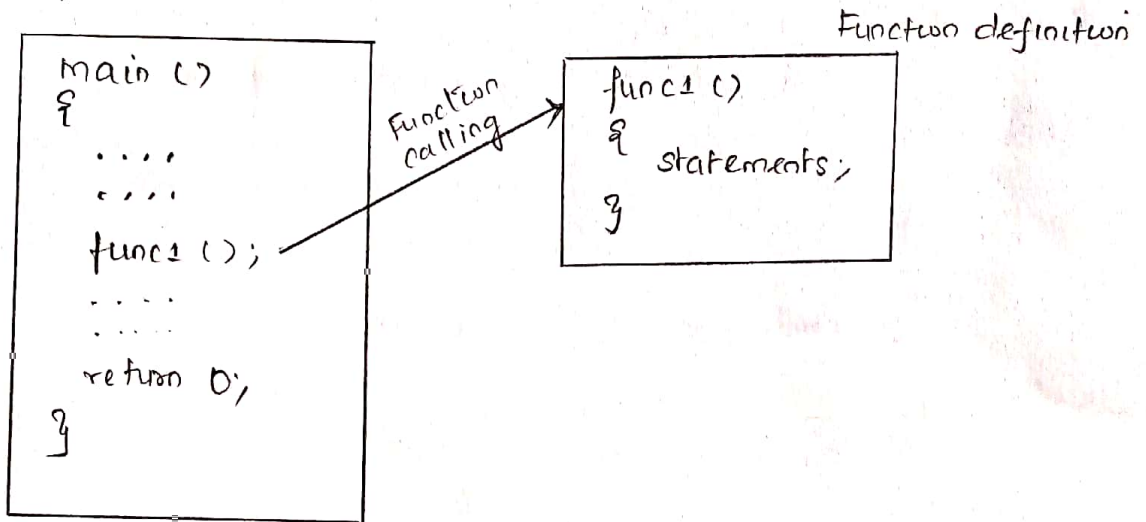 Function definition
main ()
{
....
....
func1 ();
....
.....
return 0;
}
Function
calling
func1 ()
{
statements;
}